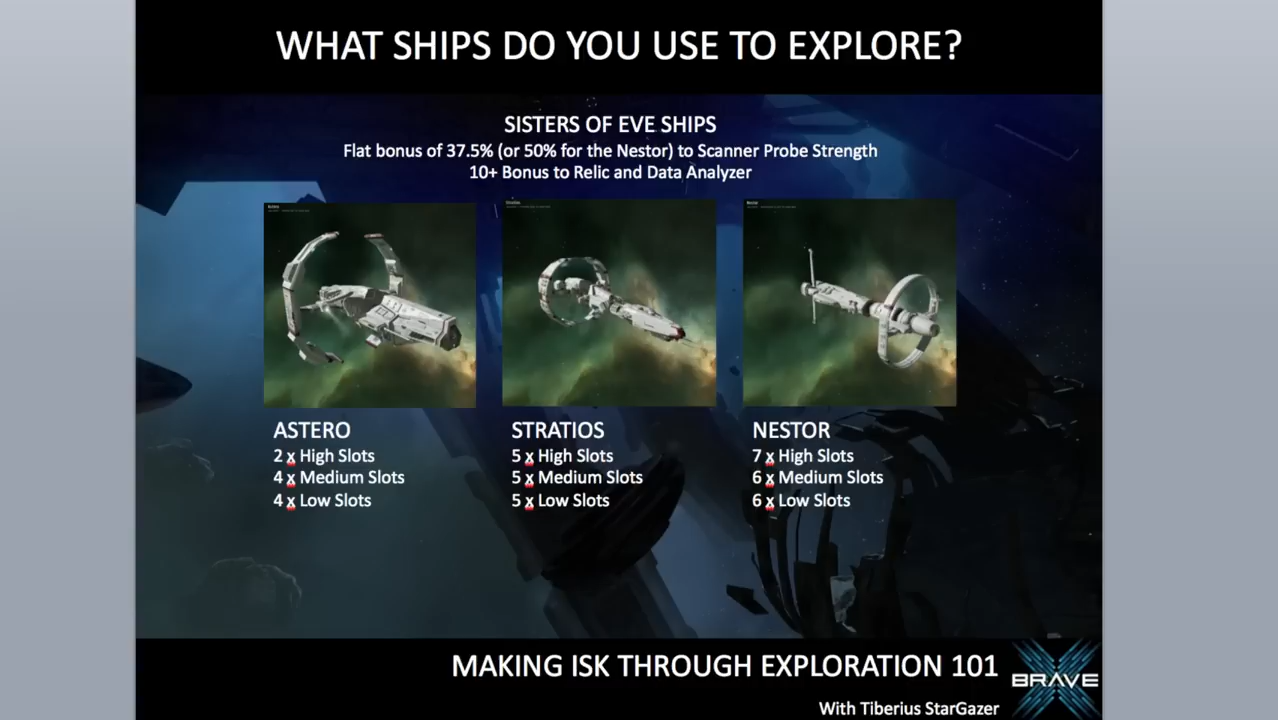 WHAT SHIPS DO YOU USE TO EXPLORE?
SISTERS OF EVE SHIPS
Flat bonus of 37.5% (or 50% for the Nestor) to Scanner Probe Strength
10+ Bonus to Relic and Data Analyzer
ASTERO
2 x High Slots
4 x Medium Slots
4 x Low Slots
STRATIOS
5 x High Slots
5 x Medium Slots
5 x Low Slots
NESTOR
7 x High Slots
6 x Medium Slots
6 x Low Slots
MAKING ISK THROUGH EXPLORATION 101
BRAVE
With Tiberius StarGazer